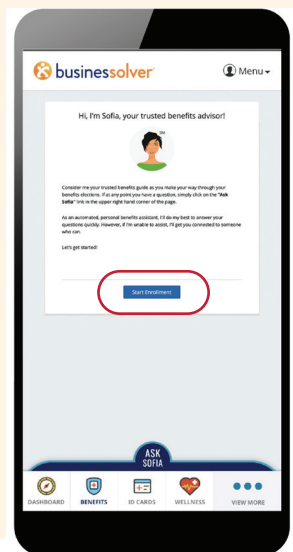 businessolver
Menu
Hi, I'm Sofia, your trusted benefits advisor!
SM
Consider me your trusted benefits guide as you make your way through your
benefits elections. If at any point you have a question, simply click on the "Ask
Sofia" link in the upper right hand corner of the page.
As an automated, personal benefits assistant, I'll do my best to answer your
questions quickly. However, if I'm unable to assist, I'll get you connected to someone
who can.
Let's get started!
Start Enrollment
ASK
SOFIA
DASHBOARD
BENEFITS
ID CARDS
WELLNESS
VIEW MORE